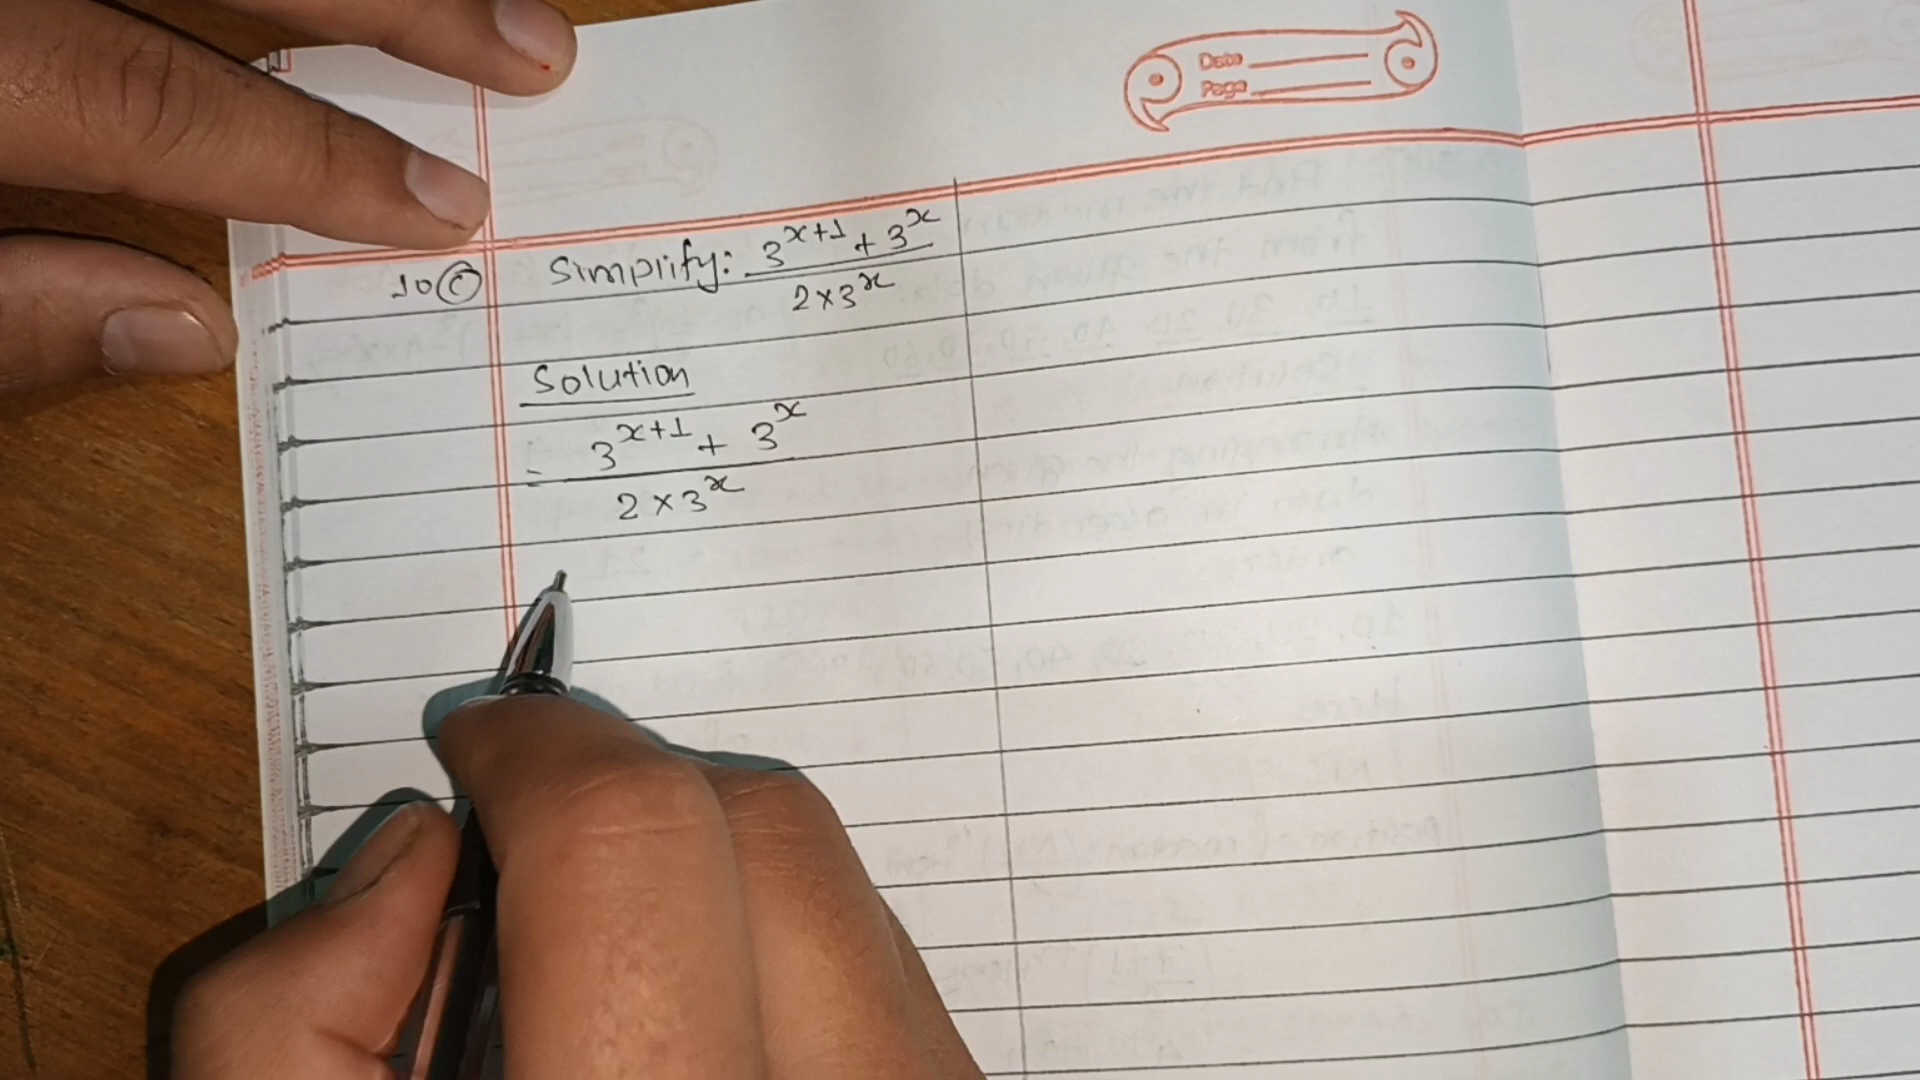 Date
Page
10(c) Simplify: 3^(x+1) + 3^x
2×3^x
Solution
= 3^(x+1) + 3^x
2×3^x